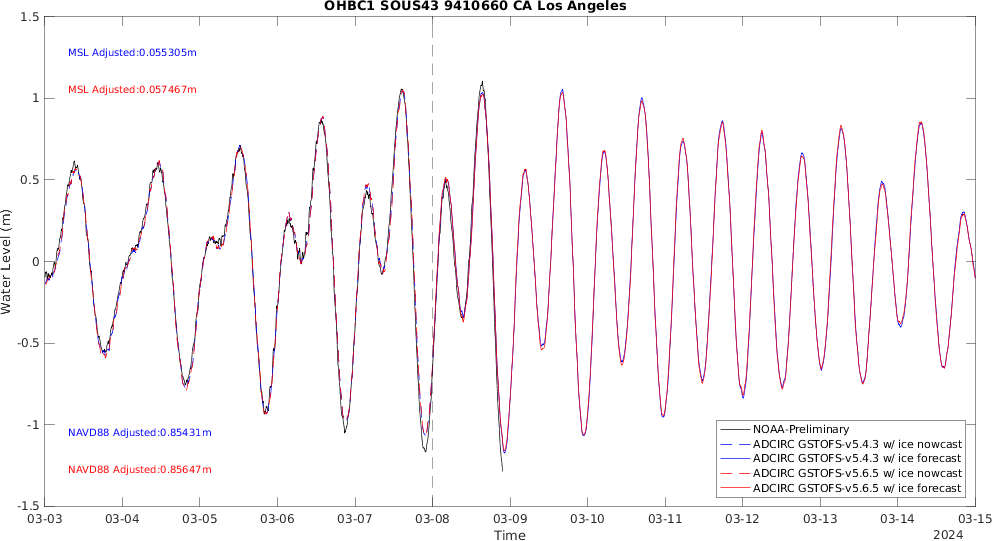 OHBC1 SOUS43 9410660 CA Los Angeles
1.5
MSL Adjusted:0.055305m
1
MSL Adjusted:0.057467m
0.5
Water Level (m)
0
-0.5
-1
NAVD88 Adjusted:0.85431m
NAVD88 Adjusted:0.85647m
-1.5
NOAA-Preliminary
ADCIRC GSTOFS-v5.4.3 w/ ice nowcast
ADCIRC GSTOFS-v5.4.3 w/ ice forecast
ADCIRC GSTOFS-v5.6.5 w/ ice nowcast
ADCIRC GSTOFS-v5.6.5 w/ ice forecast
03-03 03-04 03-05 03-06 03-07 03-08 03-09 03-10 03-11 03-12 03-13 03-14 03-15
Time
2024